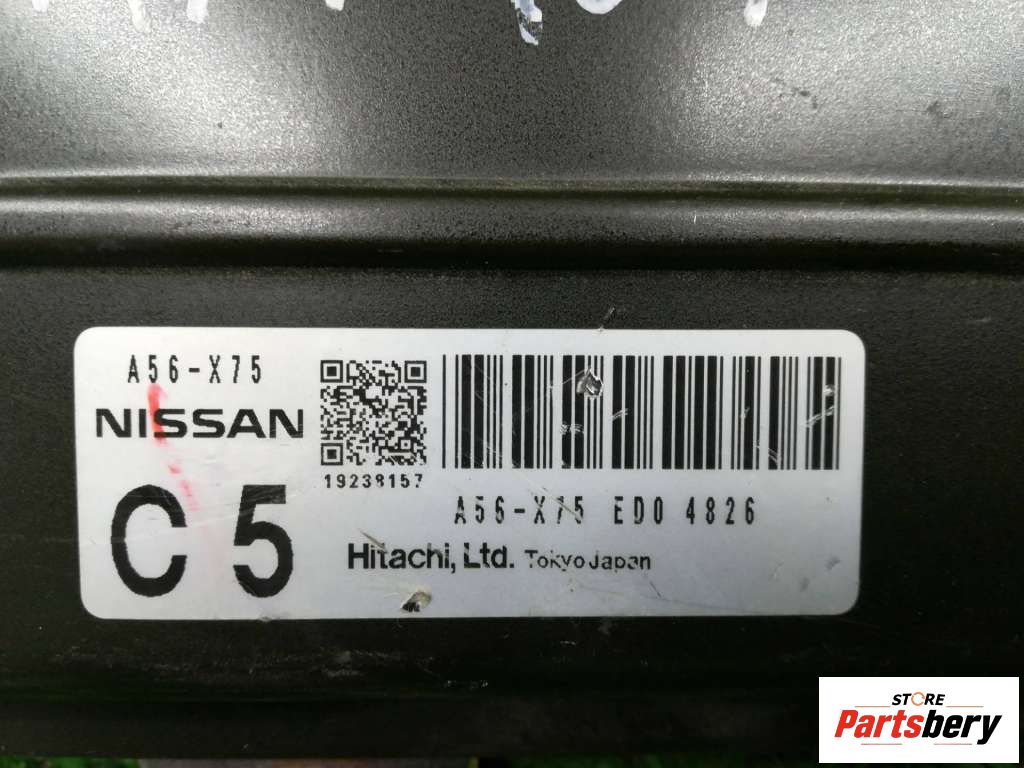 A56-X75
NISSAN
C5
19238157
A56-X75 ED0 4826
Hitachi, Ltd. Tokyo Japan
STORE
Partsbery